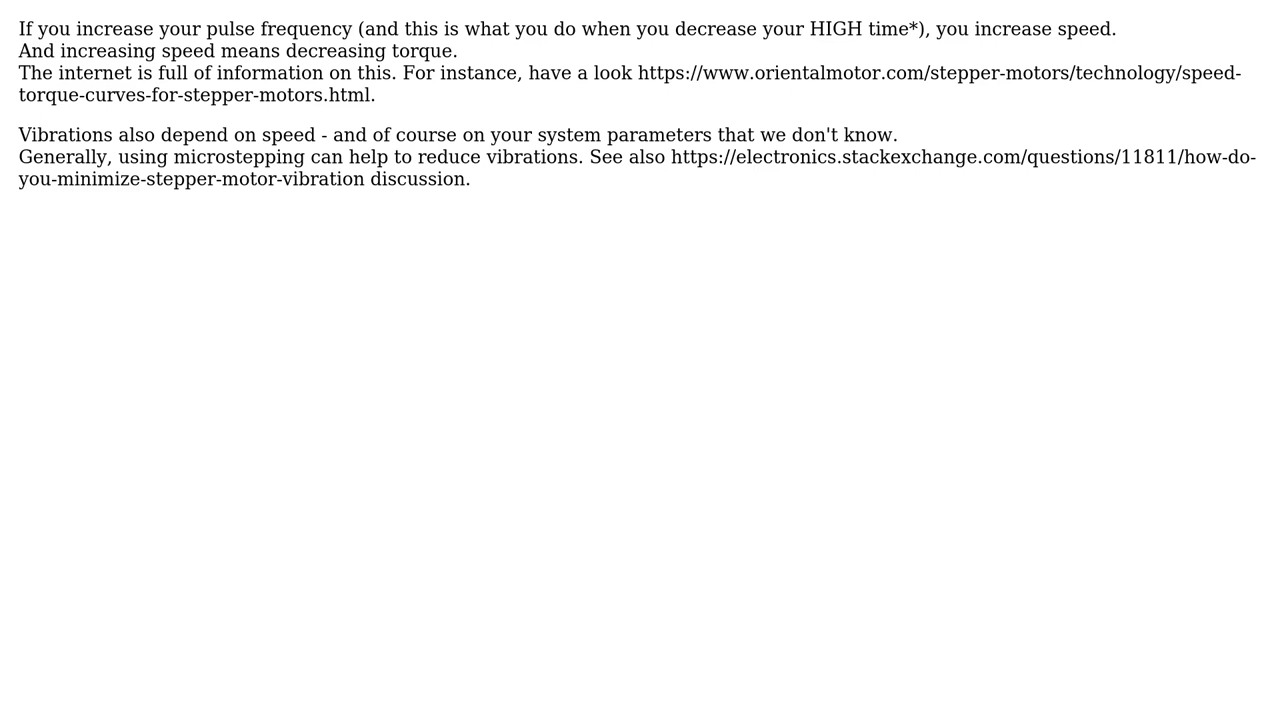 If you increase your pulse frequency (and this is what you do when you decrease your HIGH time*), you increase speed.
And increasing speed means decreasing torque.
The internet is full of information on this. For instance, have a look https://www.orientalmotor.com/stepper-motors/technology/speed-
torque-curves-for-stepper-motors.html.
Vibrations also depend on speed - and of course on your system parameters that we don't know.
Generally, using microstepping can help to reduce vibrations. See also https://electronics.stackexchange.com/questions/11811/how-do-
you-minimize-stepper-motor-vibration discussion.